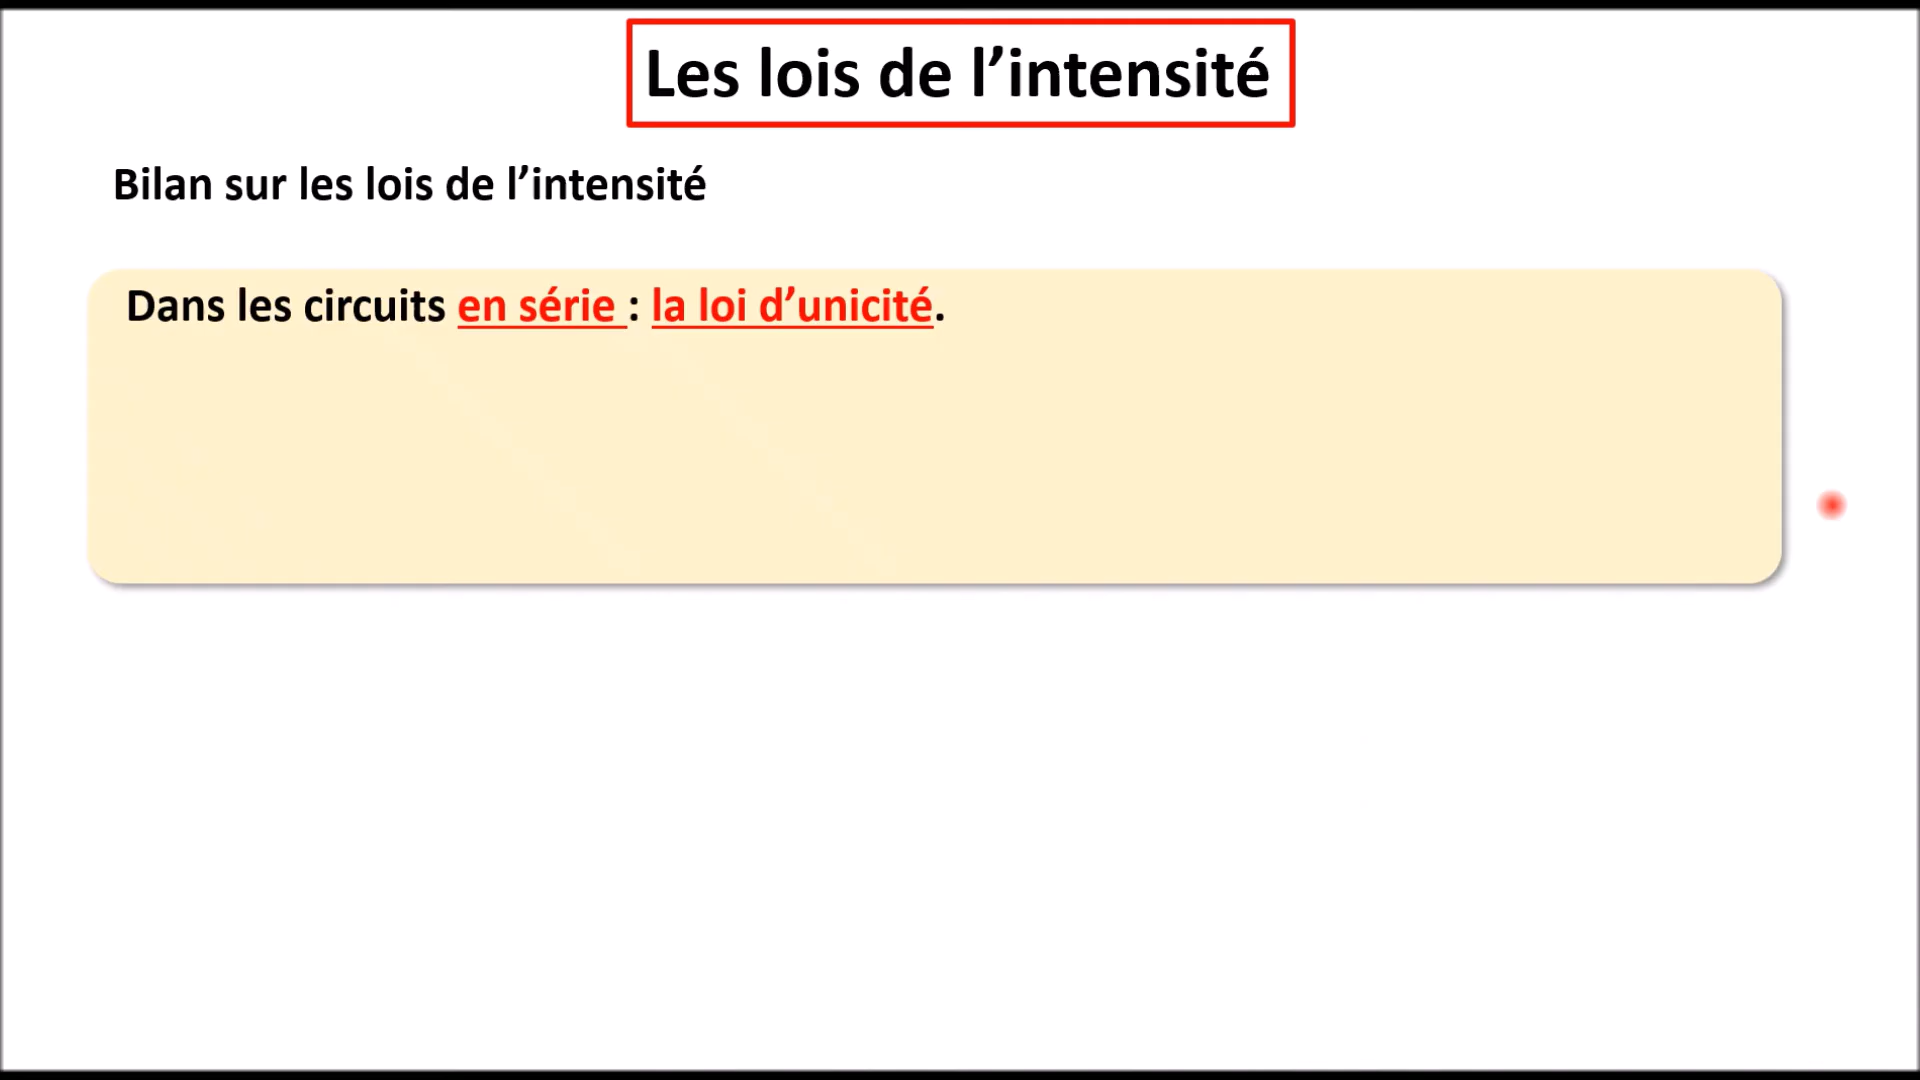 Les lois de l’intensité
Bilan sur les lois de l’intensité
Dans les circuits en série : la loi d’unicité.